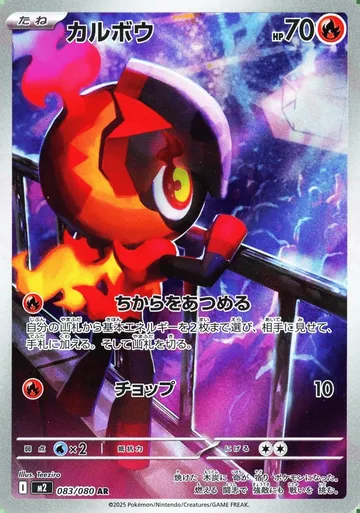 たね
カルボウ
HP70
ちからをあつめる
自分の山札から基本エネルギーを2枚まで選び、相手に見せて、
手札に加える。そして山札を切る。
チョップ 10
弱点 ×2 抵抗力 にげる
Illus. Teeziro
I M2 083/080 AR
焼けた 木炭に 命が 宿り ポケモンになった。
燃える 闘志で 強敵にも 戦いを 挑む。
©2025 Pokémon/Nintendo/Creatures/GAME FREAK.